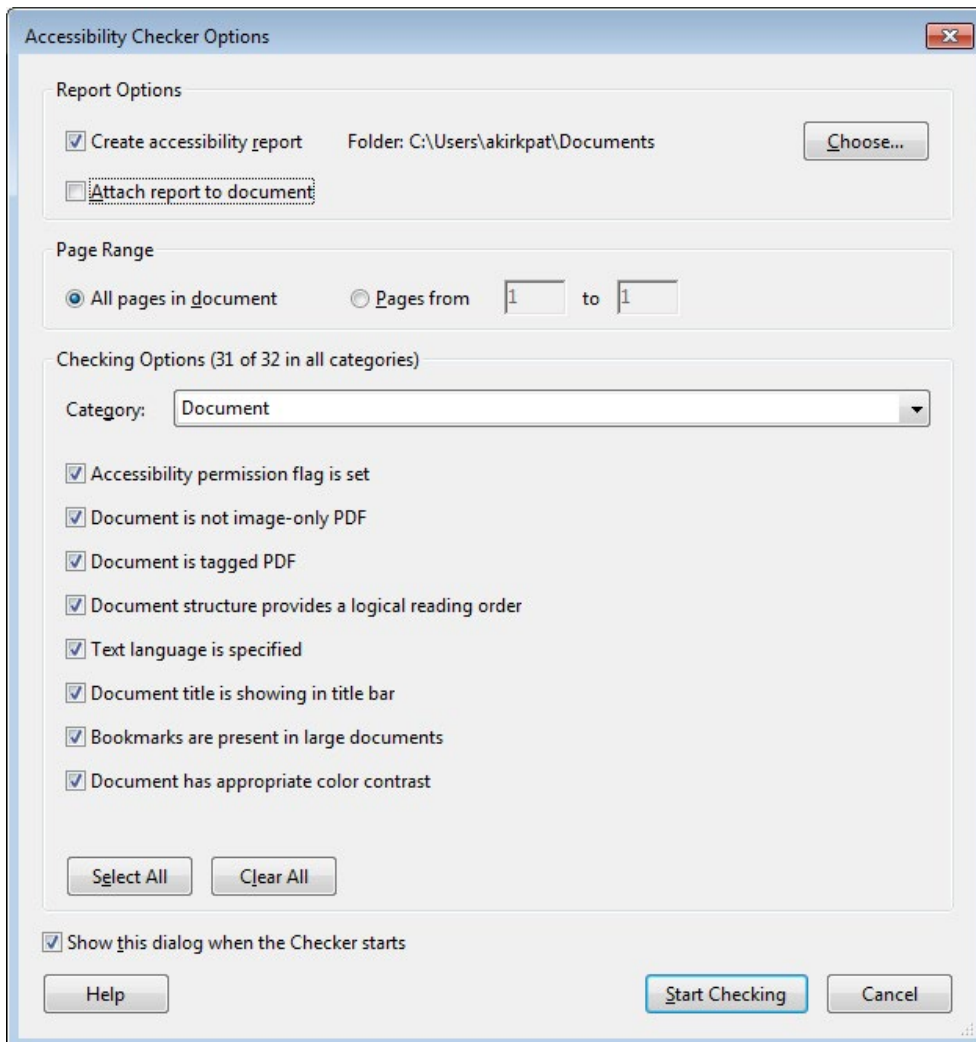 Accessibility Checker Options
Report Options
Create accessibility report Folder: C:\Users\akirkpat\Documents Choose...
Attach report to document
Page Range
All pages in document Pages from 1 to 1
Checking Options (31 of 32 in all categories)
Category: Document
Accessibility permission flag is set
Document is not image-only PDF
Document is tagged PDF
Document structure provides a logical reading order
Text language is specified
Document title is showing in title bar
Bookmarks are present in large documents
Document has appropriate color contrast
Select All Clear All
Show this dialog when the Checker starts
Help Start Checking Cancel